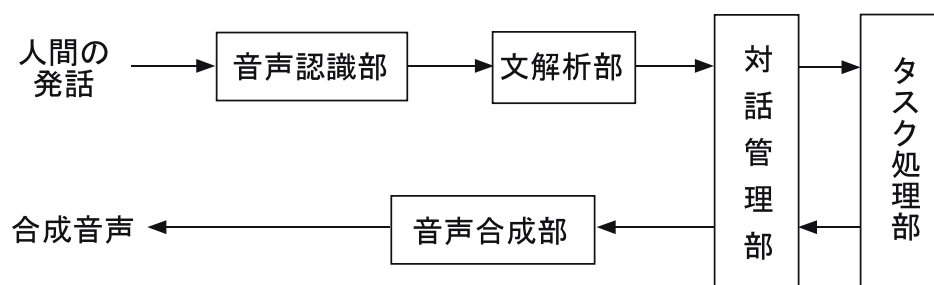 人間の
発話
音声認識部
文解析部
対話管理部
タスク処理部
合成音声
音声合成部